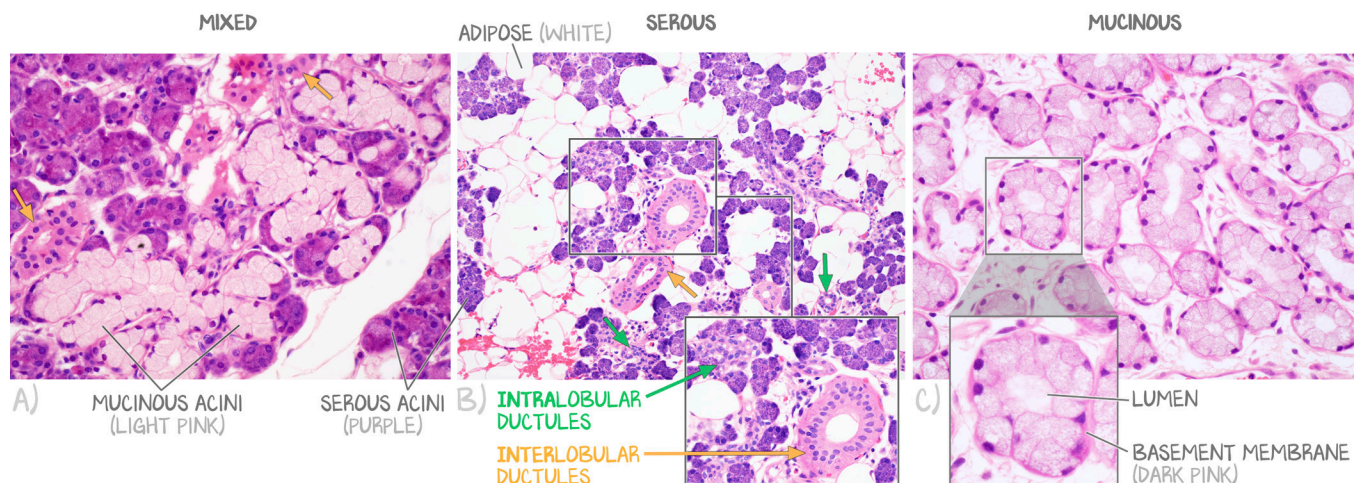 MIXED
ADIPOSE (WHITE)
SEROUS
MUCINOUS
A)
MUCINOUS ACINI
(LIGHT PINK)
SEROUS ACINI
(PURPLE)
B)
INTRALOBULAR
DUCTULES
INTERLOBULAR
DUCTULES
C)
LUMEN
BASEMENT MEMBRANE
(DARK PINK)